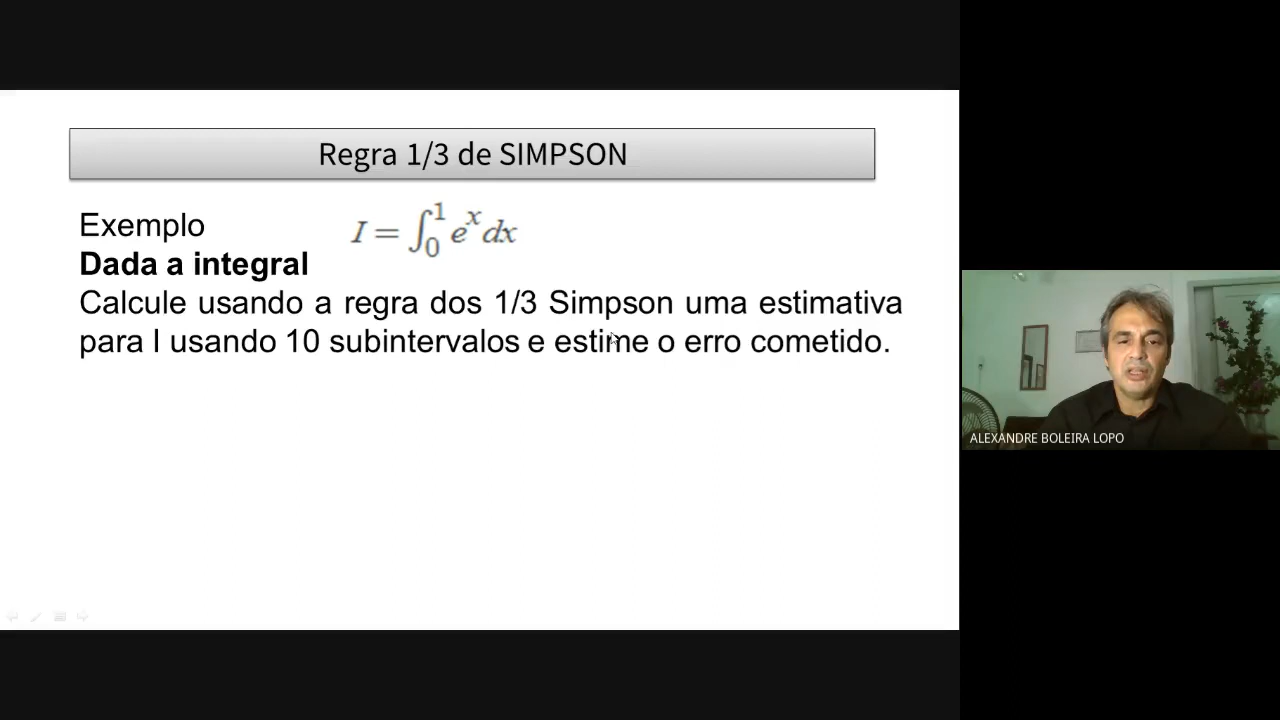 Regra 1/3 de SIMPSON
Exemplo
I = ∫₀¹ eˣ dx
Dada a integral
Calcule usando a regra dos 1/3 Simpson uma estimativa
para I usando 10 subintervalos e estime o erro cometido.
ALEXANDRE BOLEIRA LOPO